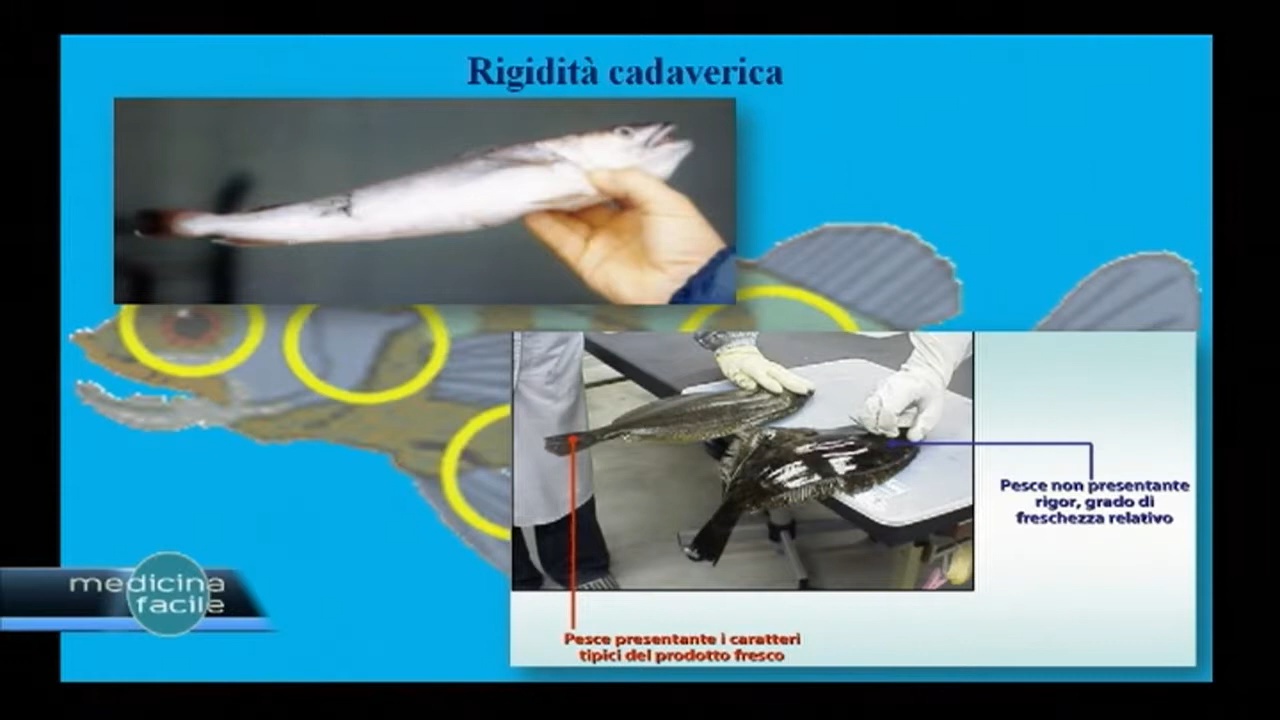 Rigidità cadaverica
Pesce non presentante
rigor, grado di
freschezza relativo
medicina
facile
Pesce presentante i caratteri
tipici del prodotto fresco